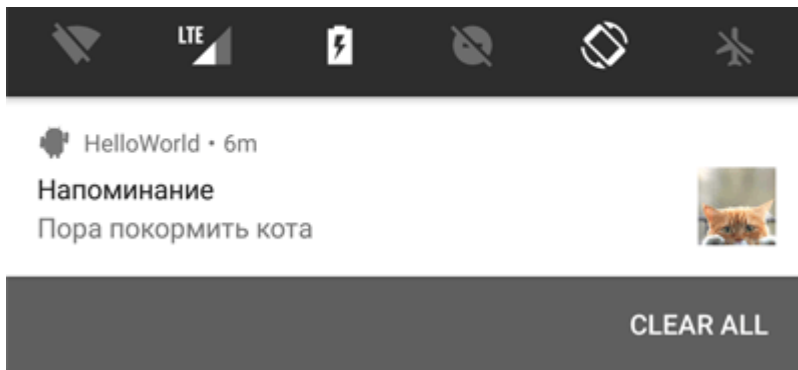 LTE
HelloWorld • 6m
Напоминание
Пора покормить кота
CLEAR ALL